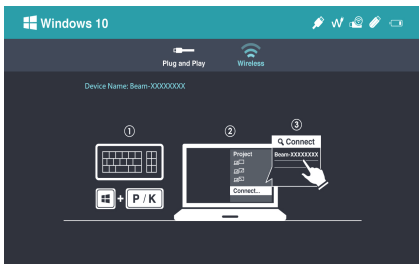 Windows 10
Plug and Play
Wireless
Device Name: Beam-XXXXXXXX
①
②
③
Project
Connect...
Connect
Beam-XXXXXXXX
+ P / K